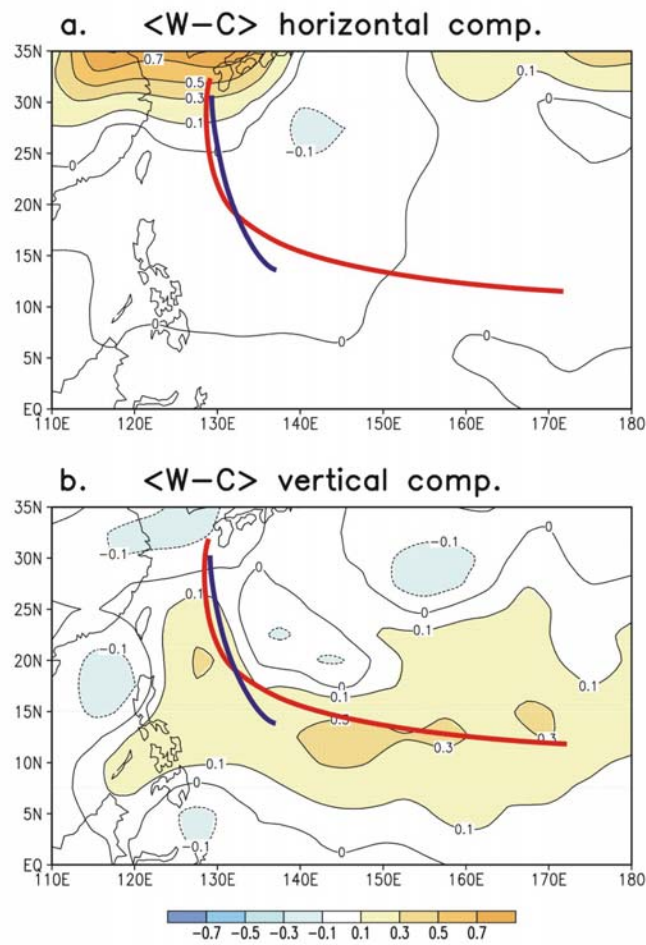 a. <W-C> horizontal comp.
35N
30N
25N
20N
15N
10N
5N
EQ
0.7
0.5
0.3
0.1
0
-0.1
0.1
0
0
0
0
110E 120E 130E 140E 150E 160E 170E 180
b. <W-C> vertical comp.
35N
30N
25N
20N
15N
10N
5N
EQ
-0.1
0
-0.1
0.1
0
0
0.1
-0.1
0
0.1
0.1
0.3
0.3
0.3
0.1
0
0.1
-0.1
0
110E 120E 130E 140E 150E 160E 170E 180
-0.7 -0.5 -0.3 -0.1 0.1 0.3 0.5 0.7